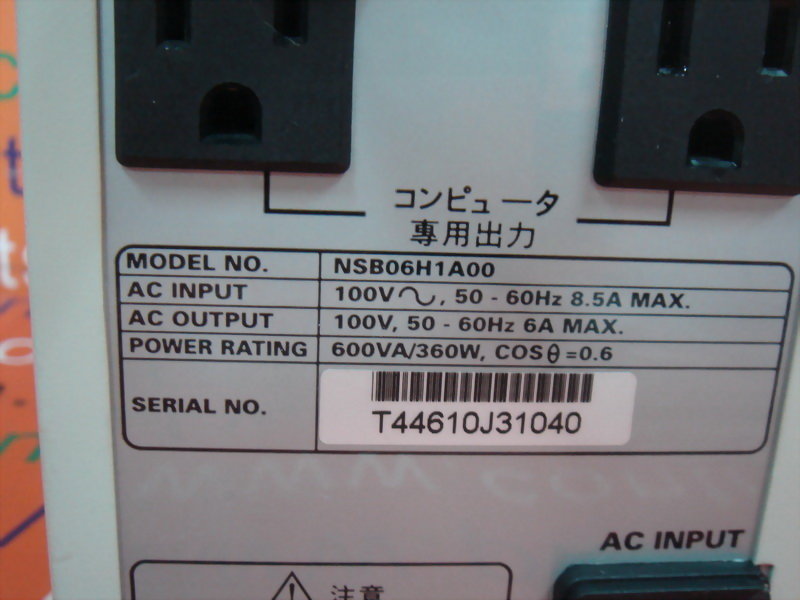 コンピュータ
專用出力
MODEL NO. NSB06H1A00
AC INPUT 100V∿, 50 - 60Hz 8.5A MAX.
AC OUTPUT 100V, 50 - 60Hz 6A MAX.
POWER RATING 600VA/360W, COSθ=0.6
SERIAL NO. T44610J31040
AC INPUT
注意